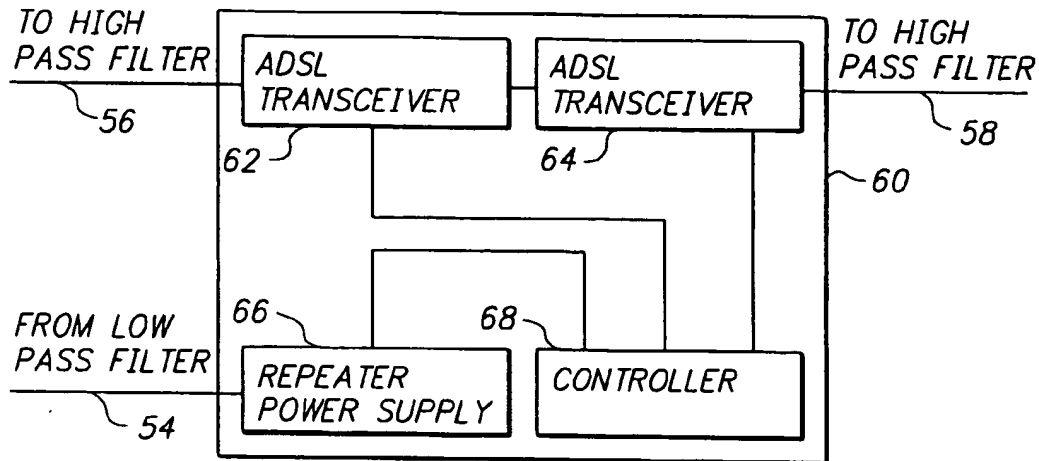 TO HIGH
PASS FILTER
56
ADSL
TRANSCEIVER
62
ADSL
TRANSCEIVER
64
TO HIGH
PASS FILTER
58
60
FROM LOW
PASS FILTER
54
66
REPEATER
POWER SUPPLY
68
CONTROLLER